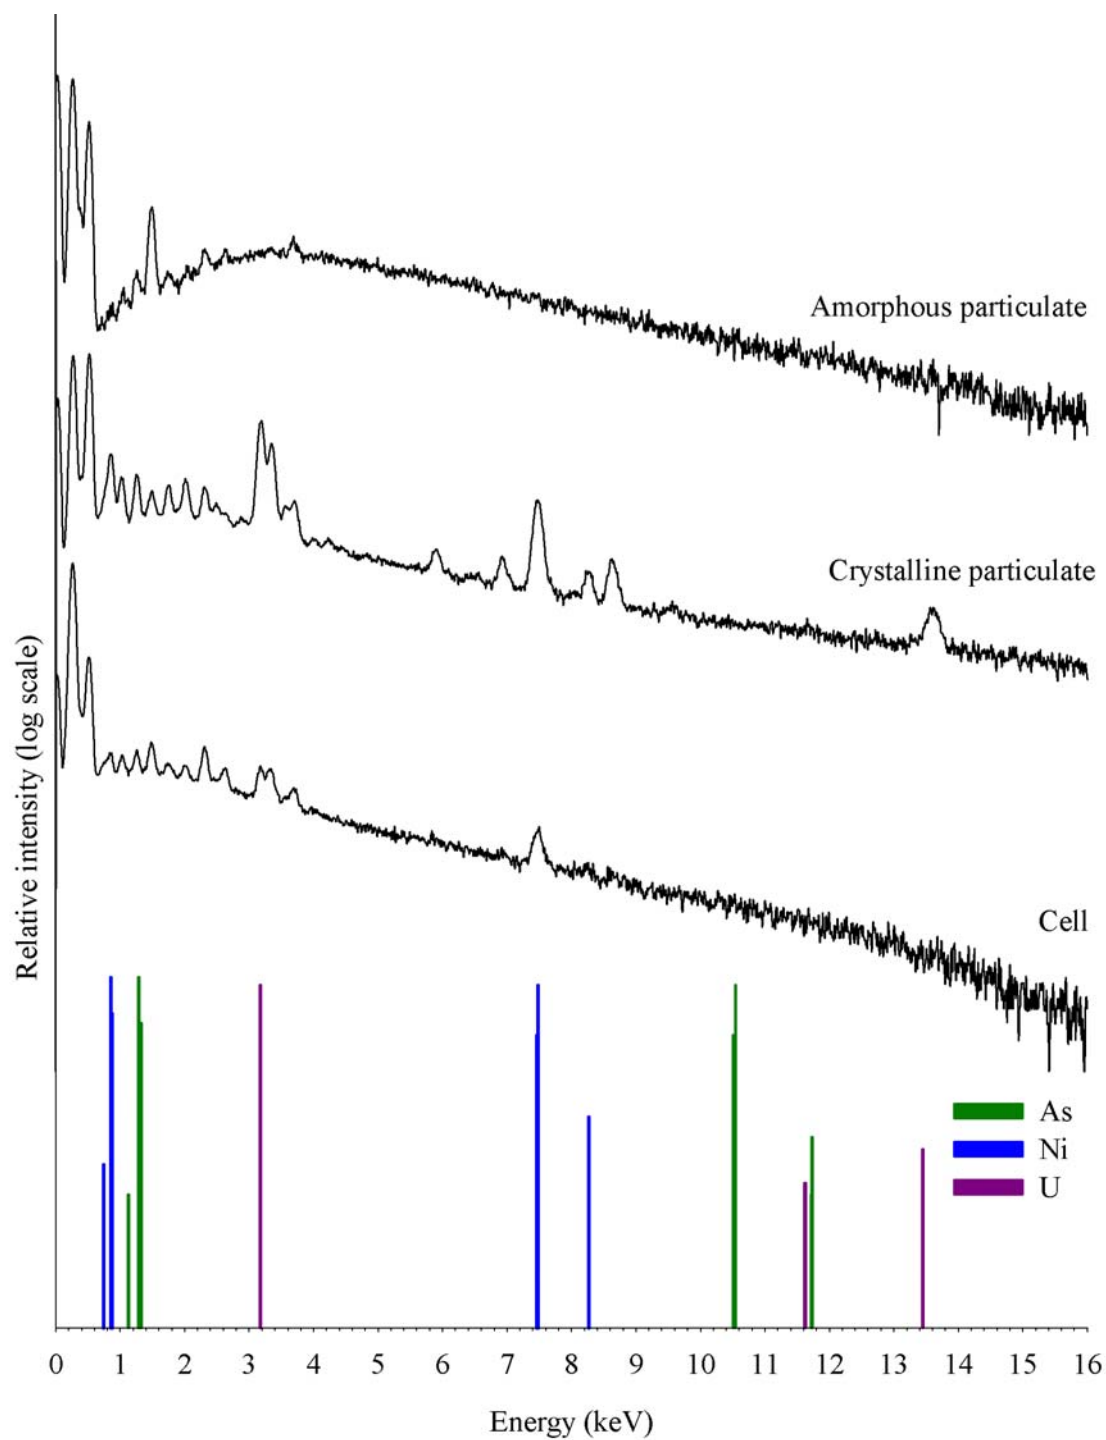 Amorphous particulate
Crystalline particulate
Cell
Relative intensity (log scale)
As
Ni
U
0 1 2 3 4 5 6 7 8 9 10 11 12 13 14 15 16
Energy (keV)